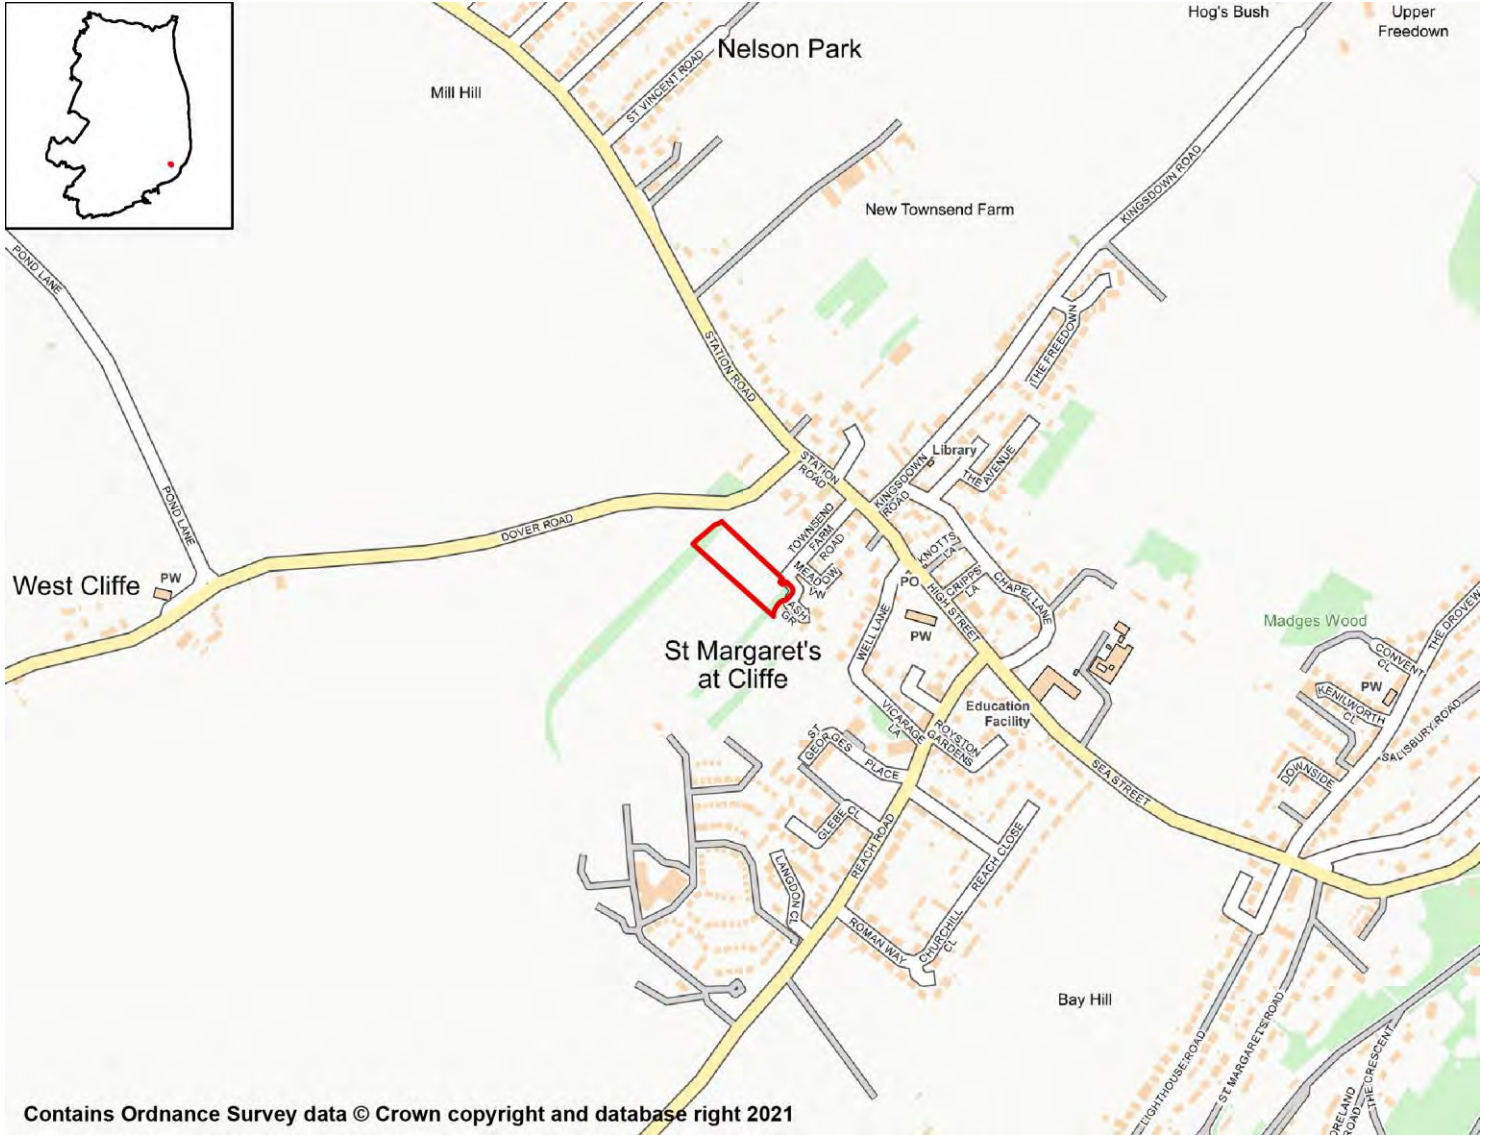 Hog's Bush
Upper
Freedown
Nelson Park
Mill Hill
ST VINCENT ROAD
KINGSDOWN ROAD
New Townsend Farm
POND LANE
STATION ROAD
THE FREEDOWN
Library
THE AVENUE
STATION
ROAD
KINGSDOWN
ROAD
POND LANE
DOVER ROAD
TOWNSEND
FARM
ROAD
KNOTTS
LA
MEADOW
VW
CRIPPS
LA
CHAPEL LANE
PO
HIGH STREET
West Cliffe
PW
ASH
GR
WELL LANE
PW
Madges Wood
THE DROVEW
CONVENT
CL
St Margaret's
at Cliffe
PW
KENILWORTH
CL
SALISBURY ROAD
Education
Facility
VICARAGE
LA
ROYSTON
GARDENS
ST
GEORGES
PLACE
SEA STREET
DOWNSIDE
GLEBE CL
REACH ROAD
REACH CLOSE
LANGDON CL
ROMAN WAY
CHURCHILL
CL
Bay Hill
LIGHTHOUSE ROAD
ST MARGARETS ROAD
THE CRESCENT
ORELAND
ROAD
Contains Ordnance Survey data © Crown copyright and database right 2021